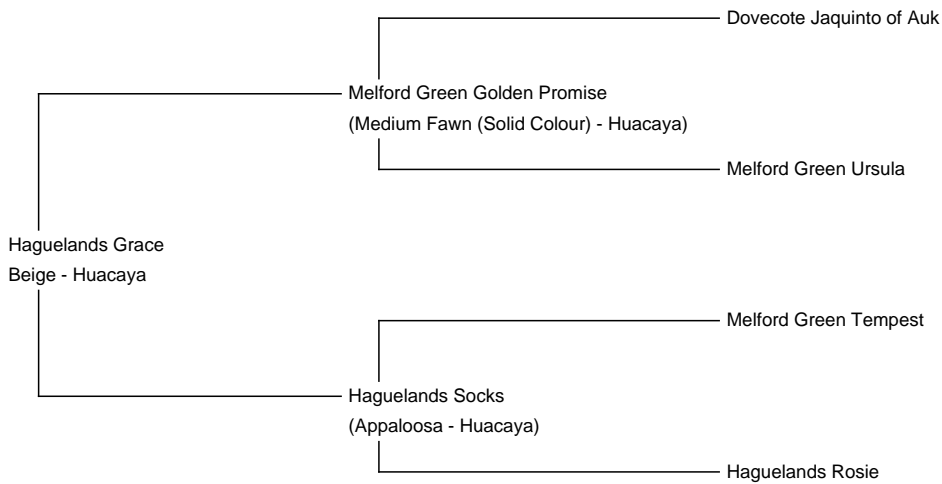 Dovecote Jaquinto of Auk
Melford Green Golden Promise
(Medium Fawn (Solid Colour) - Huacaya)
Melford Green Ursula
Haguelands Grace
Beige - Huacaya
Melford Green Tempest
Haguelands Socks
(Appaloosa - Huacaya)
Haguelands Rosie